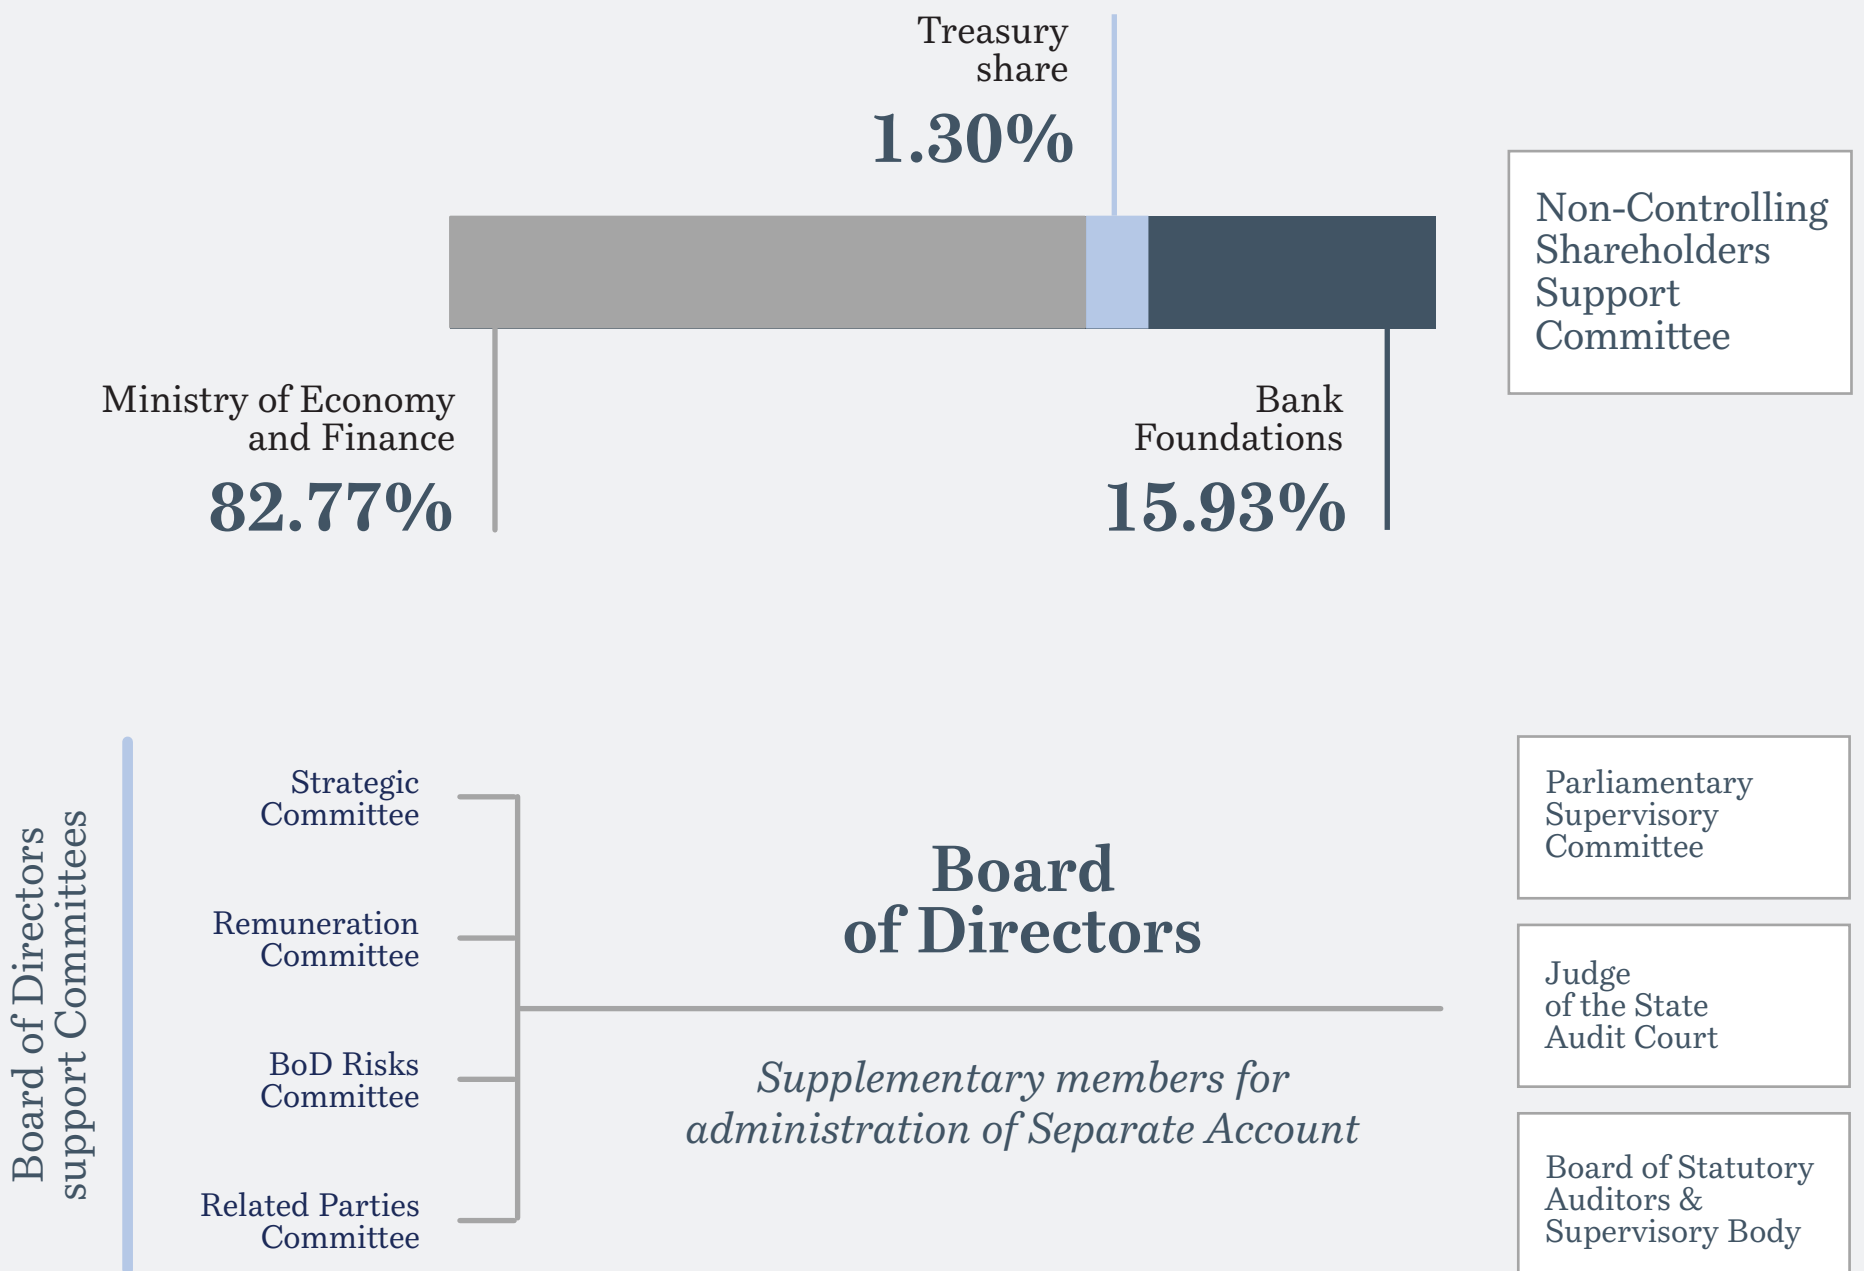 Treasury
share
1.30%
Non-Controlling
Shareholders
Support
Committee
Ministry of Economy
and Finance
82.77%
Bank
Foundations
15.93%
Board of Directors
support Committees
Strategic
Committee
Remuneration
Committee
BoD Risks
Committee
Related Parties
Committee
Board
of Directors
Supplementary members for
administration of Separate Account
Parliamentary
Supervisory
Committee
Judge
of the State
Audit Court
Board of Statutory
Auditors &
Supervisory Body